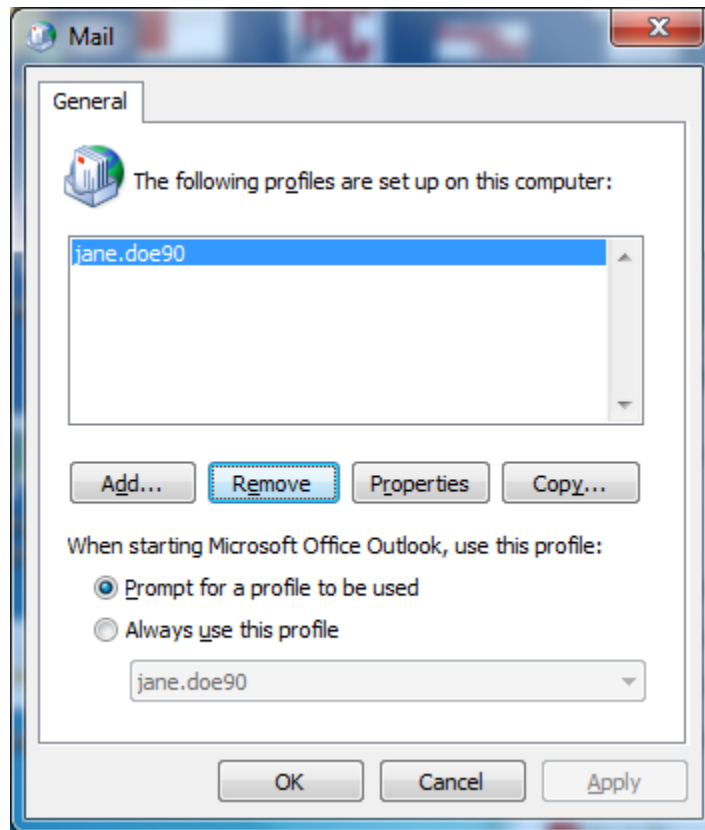 Mail
General
The following profiles are set up on this computer:
jane.doe90
Add... Remove Properties Copy...
When starting Microsoft Office Outlook, use this profile:
Prompt for a profile to be used
Always use this profile
jane.doe90
OK Cancel Apply